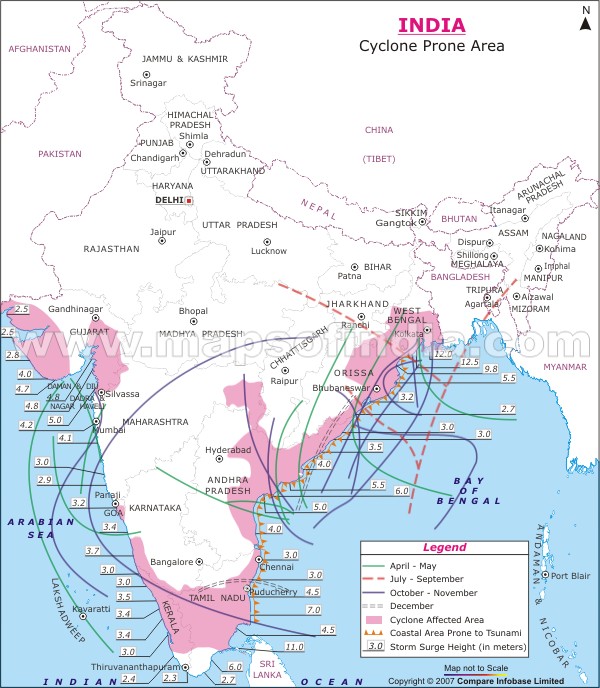 INDIA
Cyclone Prone Area
N
AFGHANISTAN
JAMMU & KASHMIR
Srinagar
HIMACHAL
PRADESH
Shimla
CHINA
(TIBET)
PAKISTAN
PUNJAB
Chandigarh
Dehradun
UTTARAKHAND
HARYANA
DELHI
NEPAL
ARUNACHAL
PRADESH
SIKKIM
Gangtok
BHUTAN
Itanagar
RAJASTHAN
Jaipur
UTTAR PRADESH
Lucknow
ASSAM
Dispur
NAGALAND
Kohima
Shillong
MEGHALAYA
Imphal
MANIPUR
BIHAR
Patna
BANGLADESH
TRIPURA
Agartala
Aizawal
MIZORAM
Gandhinagar
GUJARAT
Bhopal
MADHYA PRADESH
JHARKHAND
Ranchi
WEST
BENGAL
Kolkata
www.mapsofindia.com
MYANMAR
CHHATTISGARH
Raipur
ORISSA
Bhubaneswar
2.5
2.5
2.8
4.0
4.7
4.8
4.8
4.2
5.0
4.1
DAMAN & DIU
DADRA
NAGAR HAVELI
Silvassa
Mumbai
MAHARASHTRA
12.0
12.5
9.8
5.5
3.2
2.7
3.0
3.0
3.5
4.0
5.5
6.0
5.0
Hyderabad
ANDHRA
PRADESH
3.0
2.9
3.2
Panaji
GOA
KARNATAKA
3.4
3.7
4.0
3.0
BAY
OF
BENGAL
ARABIAN
SEA
Bangalore
Chennai
3.0
3.5
3.4
3.4
3.0
4.5
7.0
4.5
11.0
Puducherry
TAMIL NADU
KERALA
LAKSHADWEEP
Kavaratti
Thiruvananthapuram
2.4
2.3
6.0
2.7
3.0
SRI
LANKA
INDIAN OCEAN
ANDAMAN & NICOBAR
Port Blair
Legend
April - May
July - September
October - November
December
Cyclone Affected Area
Coastal Area Prone to Tsunami
3.0 Storm Surge Height (in meters)
Map not to Scale
Copyright © 2007 Compare Infobase Limited